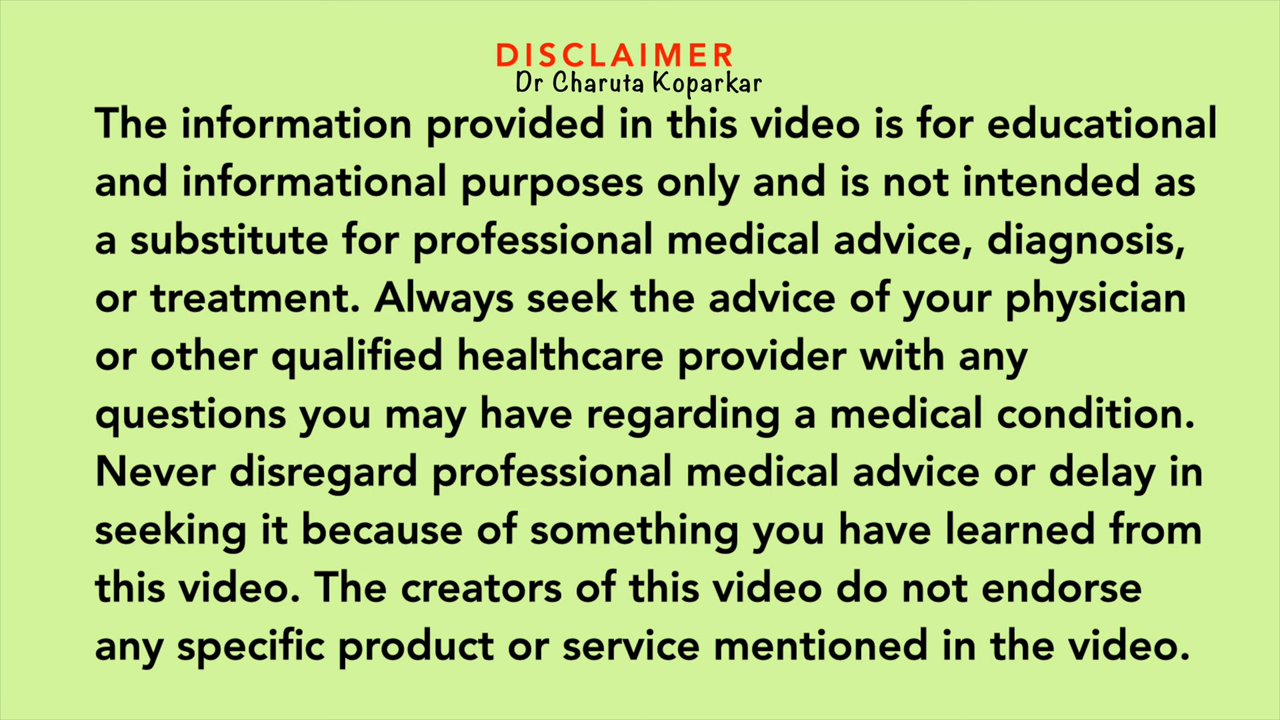 DISCLAIMER
Dr Charuta Koparkar
The information provided in this video is for educational
and informational purposes only and is not intended as
a substitute for professional medical advice, diagnosis,
or treatment. Always seek the advice of your physician
or other qualified healthcare provider with any
questions you may have regarding a medical condition.
Never disregard professional medical advice or delay in
seeking it because of something you have learned from
this video. The creators of this video do not endorse
any specific product or service mentioned in the video.